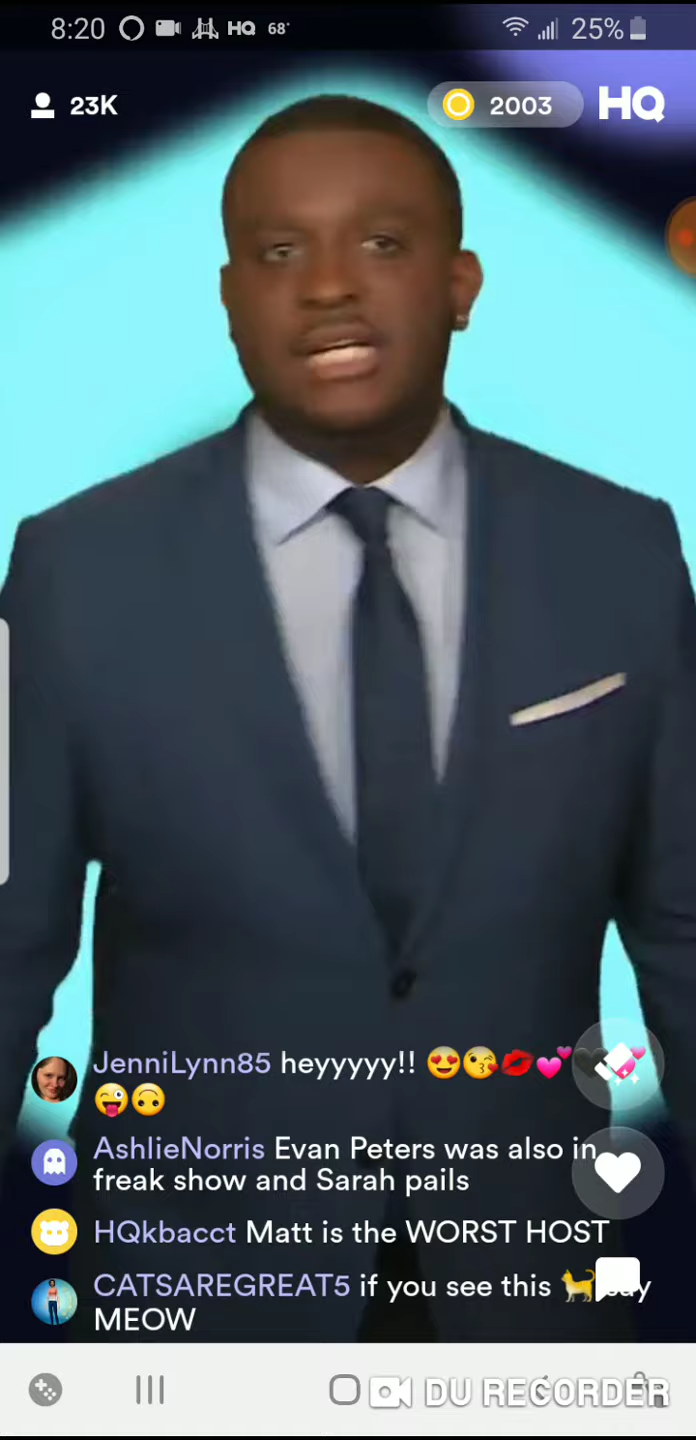 8:20 HQ 68° 25%
23K 2003 HQ
JenniLynn85 heyyyyy!! 😍😘💋💕🖤💞
😜🙃
AshlieNorris Evan Peters was also in
freak show and Sarah pails
HQkbacct Matt is the WORST HOST
CATSAREGREAT5 if you see this 🐈
MEOW
DU RECORDER